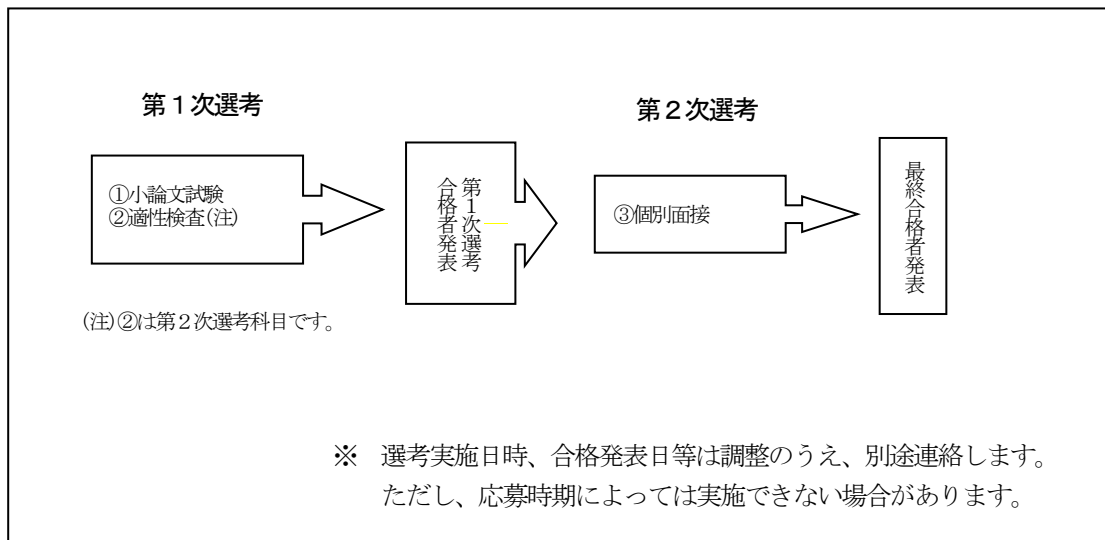 第１次選考
①小論文試験
②適性検査(注)
(注)②は第２次選考科目です。
第１次選考
合格者発表
第２次選考
③個別面接
最終合格者発表
※　選考実施日時、合格発表日等は調整のうえ、別途連絡します。
ただし、応募時期によっては実施できない場合があります。